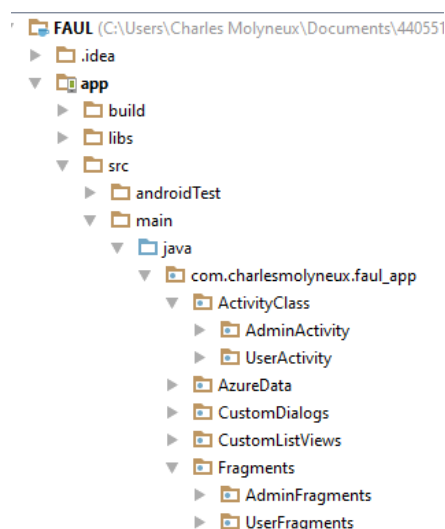 FAUL (C:\Users\Charles Molyneux\Documents\440551
.idea
app
build
libs
src
androidTest
main
java
com.charlesmolyneux.faul_app
ActivityClass
AdminActivity
UserActivity
AzureData
CustomDialogs
CustomListViews
Fragments
AdminFragments
UserFragments